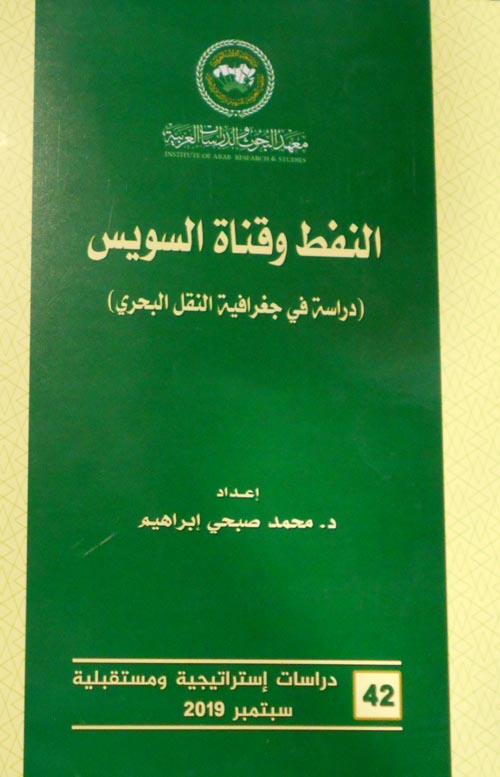 معهد البحوث والدراسات العربية
INSTITUTE OF ARAB RESEARCH & STUDIES
النفط وقناة السويس
(دراسة في جغرافية النقل البحري)
إعداد
د. محمد صبحي إبراهيم
42
دراسات إستراتيجية ومستقبلية
سبتمبر 2019